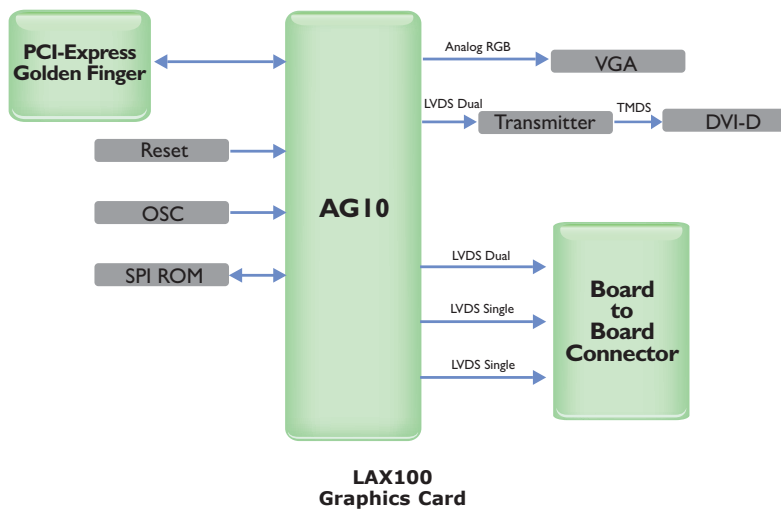 PCI-Express
Golden Finger
Reset
OSC
SPI ROM
AG10
Analog RGB
VGA
LVDS Dual
Transmitter
TMDS
DVI-D
LVDS Dual
LVDS Single
LVDS Single
Board
to
Board
Connector
LAX100
Graphics Card